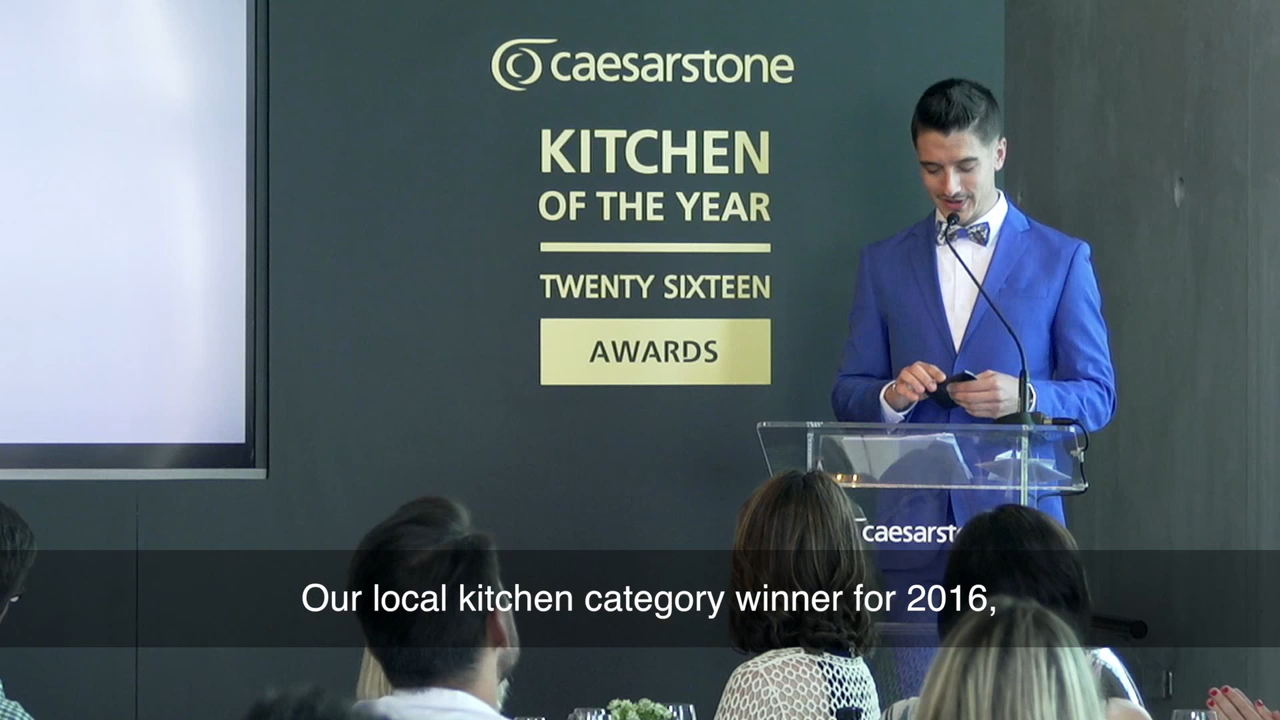 caesarstone
KITCHEN
OF THE YEAR
TWENTY SIXTEEN
AWARDS
caesarst
Our local kitchen category winner for 2016,